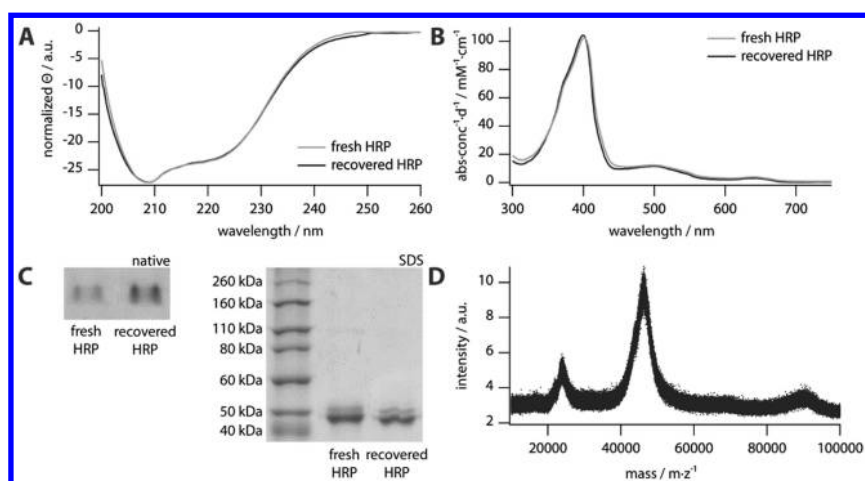 A
normalized Θ / a.u.
0
-5
-10
-15
-20
-25
fresh HRP
recovered HRP
200
210
220
230
240
250
260
wavelength / nm
B
abs·conc⁻¹·d⁻¹ / mM⁻¹·cm⁻¹
100
80
60
40
20
0
fresh HRP
recovered HRP
300
400
500
600
700
wavelength / nm
C
native
fresh HRP
recovered HRP
SDS
260 kDa
160 kDa
110 kDa
80 kDa
60 kDa
50 kDa
40 kDa
fresh HRP
recovered HRP
D
intensity / a.u.
10
8
6
4
2
20000
40000
60000
80000
100000
mass / m·z⁻¹